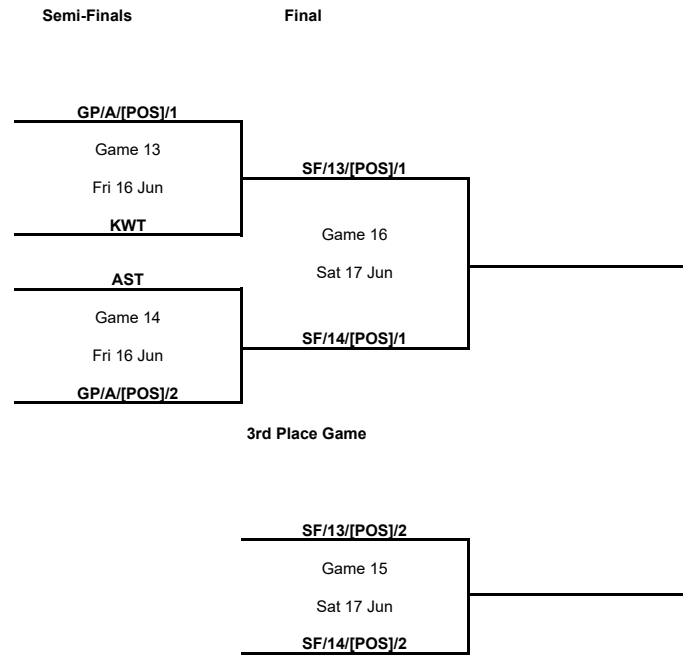 Semi-Finals Final
GP/A/[POS]/1
Game 13
Fri 16 Jun
KWT
AST
Game 14
Fri 16 Jun
GP/A/[POS]/2
SF/13/[POS]/1
Game 16
Sat 17 Jun
SF/14/[POS]/1
3rd Place Game
SF/13/[POS]/2
Game 15
Sat 17 Jun
SF/14/[POS]/2